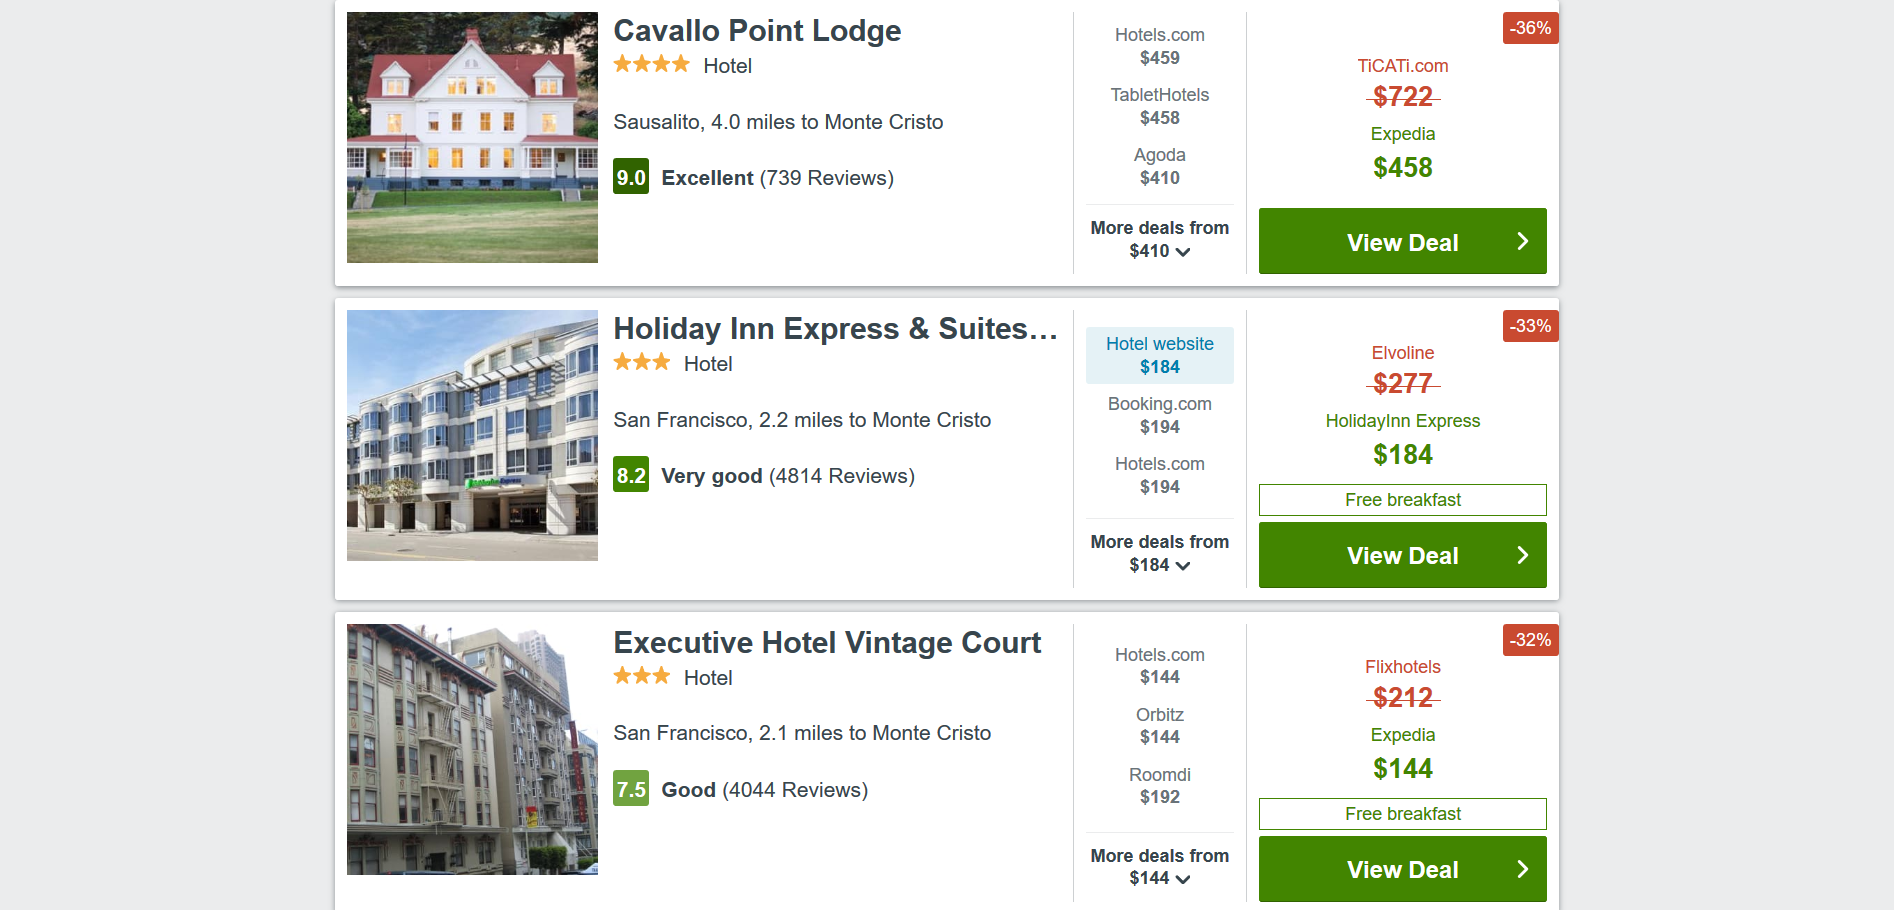 Cavallo Point Lodge
Hotel
Sausalito, 4.0 miles to Monte Cristo
9.0 Excellent (739 Reviews)
Hotels.com
$459
TabletHotels
$458
Agoda
$410
More deals from
$410
-36%
TiCATi.com
$722
Expedia
$458
View Deal
Holiday Inn Express & Suites...
Hotel
San Francisco, 2.2 miles to Monte Cristo
8.2 Very good (4814 Reviews)
Hotel website
$184
Booking.com
$194
Hotels.com
$194
More deals from
$184
-33%
Elvoline
$277
HolidayInn Express
$184
Free breakfast
View Deal
Executive Hotel Vintage Court
Hotel
San Francisco, 2.1 miles to Monte Cristo
7.5 Good (4044 Reviews)
Hotels.com
$144
Orbitz
$144
Roomdi
$192
More deals from
$144
-32%
Flixhotels
$212
Expedia
$144
Free breakfast
View Deal